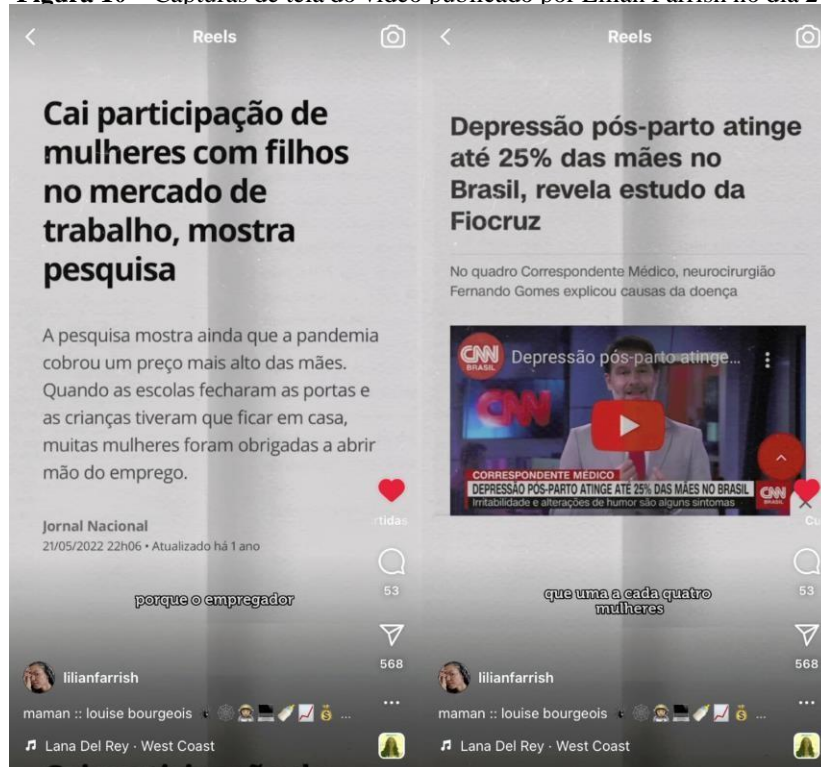 Figura 10 – Capturas de tela do vídeo publicado por Lilian Farrish no dia 2
Reels
Cai participação de
mulheres com filhos
no mercado de
trabalho, mostra
pesquisa
A pesquisa mostra ainda que a pandemia
cobrou um preço mais alto das mães.
Quando as escolas fecharam as portas e
as crianças tiveram que ficar em casa,
muitas mulheres foram obrigadas a abrir
mão do emprego.
Jornal Nacional
21/05/2022 22h06 • Atualizado há 1 ano
rtidas
53
porque o empregador
568
lilianfarrish
maman :: louise bourgeois 🕷️🕸️👩‍🚀💻🍼📈💰 ...
Lana Del Rey · West Coast
Reels
Depressão pós-parto atinge
até 25% das mães no
Brasil, revela estudo da
Fiocruz
No quadro Correspondente Médico, neurocirurgião
Fernando Gomes explicou causas da doença
CNN
BRASIL
Depressão pós-parto atinge...
CNN
CORRESPONDENTE MÉDICO
DEPRESSÃO PÓS-PARTO ATINGE ATÉ 25% DAS MÃES NO BRASIL
Irritabilidade e alterações de humor são alguns sintomas
CNN
BRASIL
Cu
53
que uma a cada quatro
mulheres
568
lilianfarrish
maman :: louise bourgeois 🕷️🕸️👩‍🚀💻🍼📈💰 ...
Lana Del Rey · West Coast